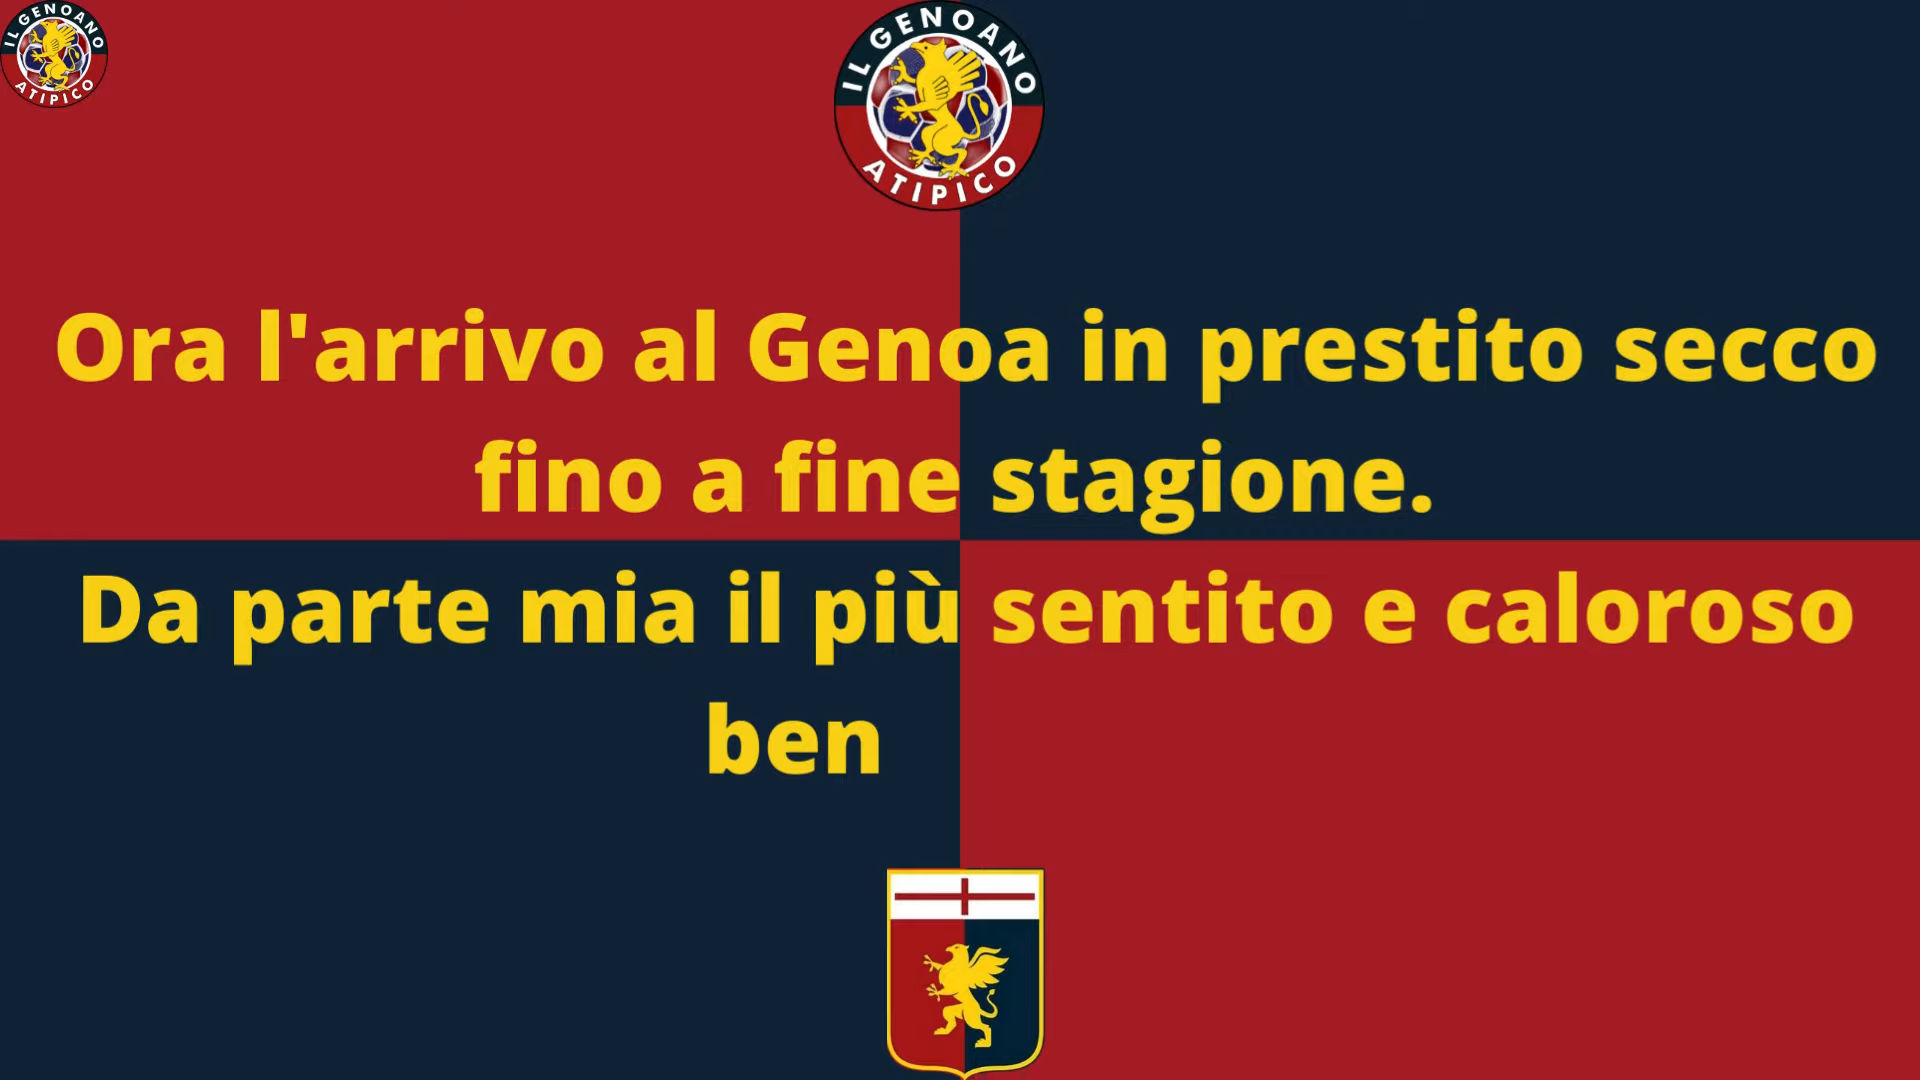 IL GENOANO
ATIPICO
IL GENOANO
ATIPICO
Ora l'arrivo al Genoa in prestito secco
fino a fine stagione.
Da parte mia il più sentito e caloroso
ben